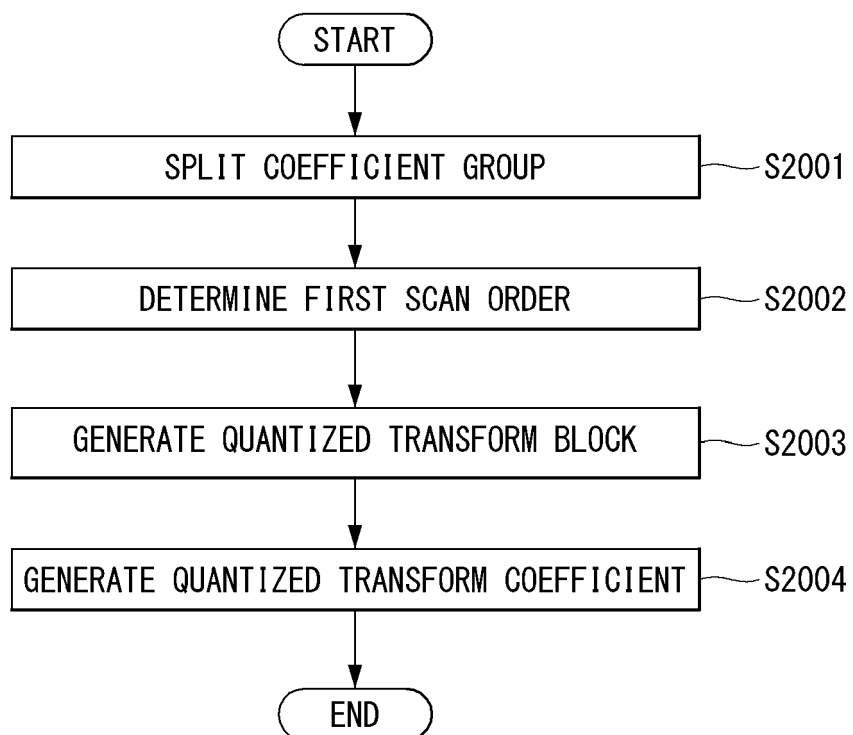 START
SPLIT COEFFICIENT GROUP
S2001
DETERMINE FIRST SCAN ORDER
S2002
GENERATE QUANTIZED TRANSFORM BLOCK
S2003
GENERATE QUANTIZED TRANSFORM COEFFICIENT
S2004
END